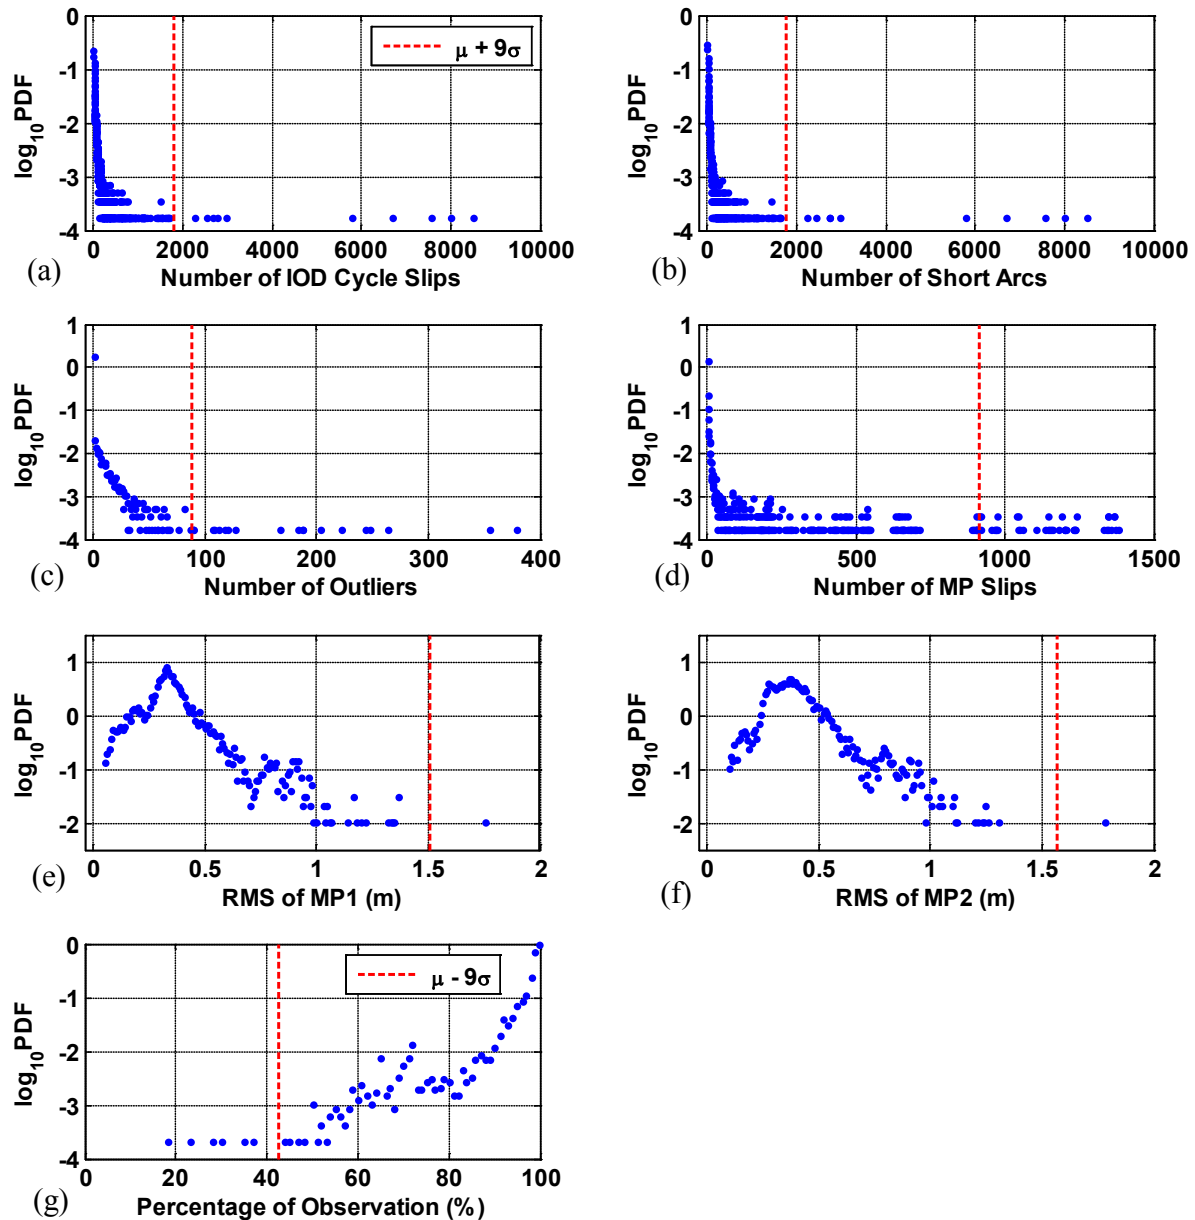 0
-1
-2
-3
-4
log₁₀PDF
μ + 9σ
0 2000 4000 6000 8000 10000
Number of IOD Cycle Slips
(a)
0
-1
-2
-3
-4
log₁₀PDF
0 2000 4000 6000 8000 10000
Number of Short Arcs
(b)
1
0
-1
-2
-3
-4
log₁₀PDF
0 100 200 300 400
Number of Outliers
(c)
1
0
-1
-2
-3
-4
log₁₀PDF
0 500 1000 1500
Number of MP Slips
(d)
1
0
-1
-2
log₁₀PDF
0 0.5 1 1.5 2
RMS of MP1 (m)
(e)
1
0
-1
-2
log₁₀PDF
0 0.5 1 1.5 2
RMS of MP2 (m)
(f)
0
-1
-2
-3
-4
log₁₀PDF
μ - 9σ
0 20 40 60 80 100
Percentage of Observation (%)
(g)